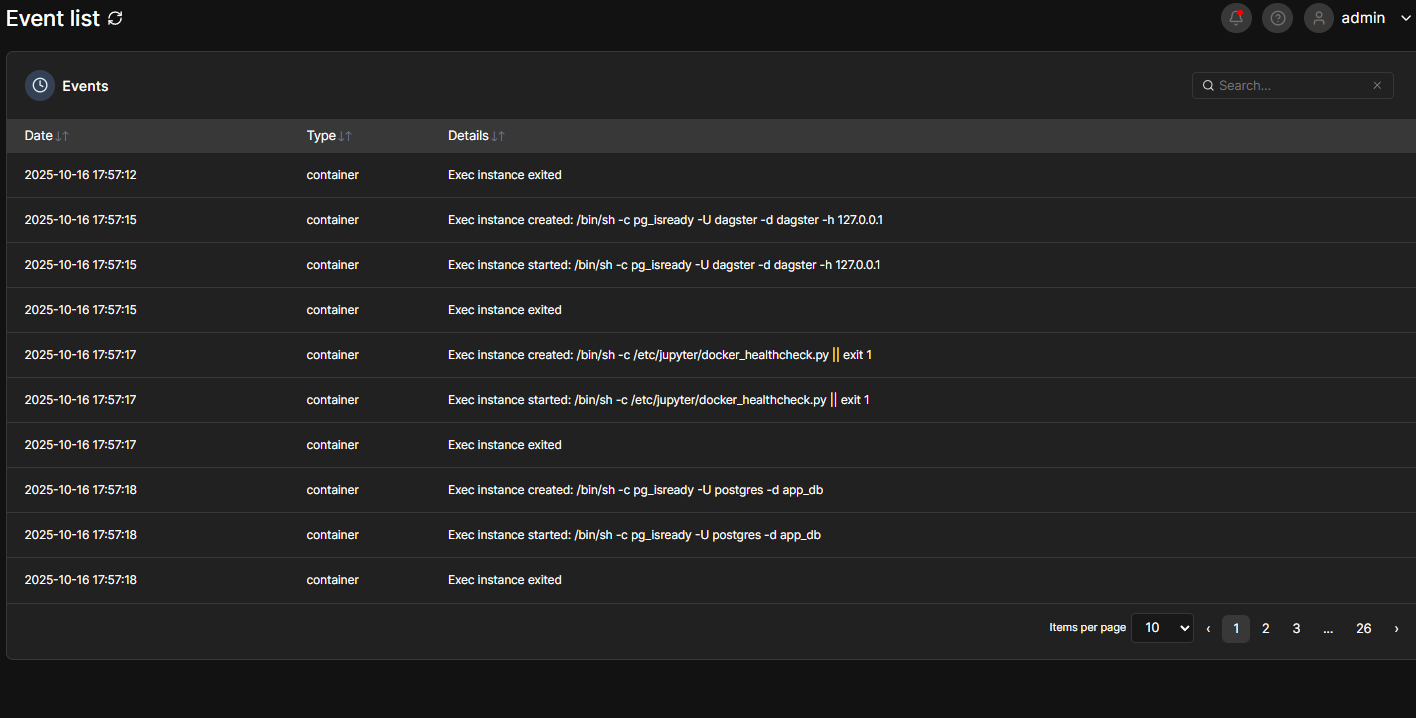 Event list
admin
Events
Search...
Date Type Details
2025-10-16 17:57:12 container Exec instance exited
2025-10-16 17:57:15 container Exec instance created: /bin/sh -c pg_isready -U dagster -d dagster -h 127.0.0.1
2025-10-16 17:57:15 container Exec instance started: /bin/sh -c pg_isready -U dagster -d dagster -h 127.0.0.1
2025-10-16 17:57:15 container Exec instance exited
2025-10-16 17:57:17 container Exec instance created: /bin/sh -c /etc/jupyter/docker_healthcheck.py || exit 1
2025-10-16 17:57:17 container Exec instance started: /bin/sh -c /etc/jupyter/docker_healthcheck.py || exit 1
2025-10-16 17:57:17 container Exec instance exited
2025-10-16 17:57:18 container Exec instance created: /bin/sh -c pg_isready -U postgres -d app_db
2025-10-16 17:57:18 container Exec instance started: /bin/sh -c pg_isready -U postgres -d app_db
2025-10-16 17:57:18 container Exec instance exited
Items per page 10 ‹ 1 2 3 ... 26 ›